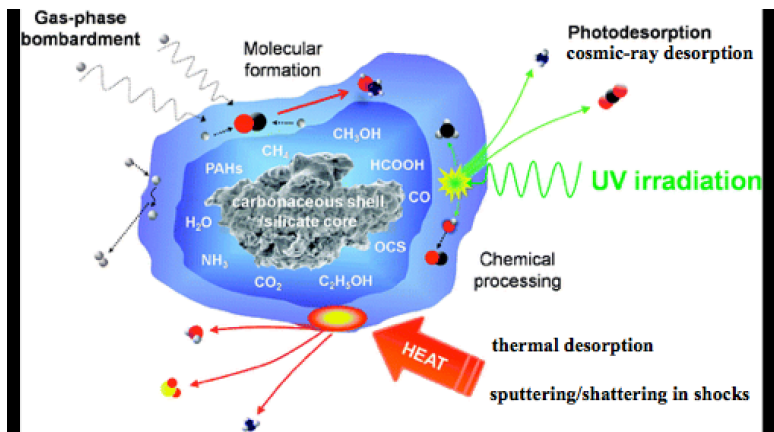 Gas-phase
bombardment
Molecular
formation
Photodesorption
cosmic-ray desorption
CH₃OH
CH₄
PAHs
HCOOH
carbonaceous shell
/silicate core
CO
UV irradiation
H₂O
OCS
NH₃
CO₂
C₂H₅OH
Chemical
processing
HEAT
thermal desorption
sputtering/shattering in shocks